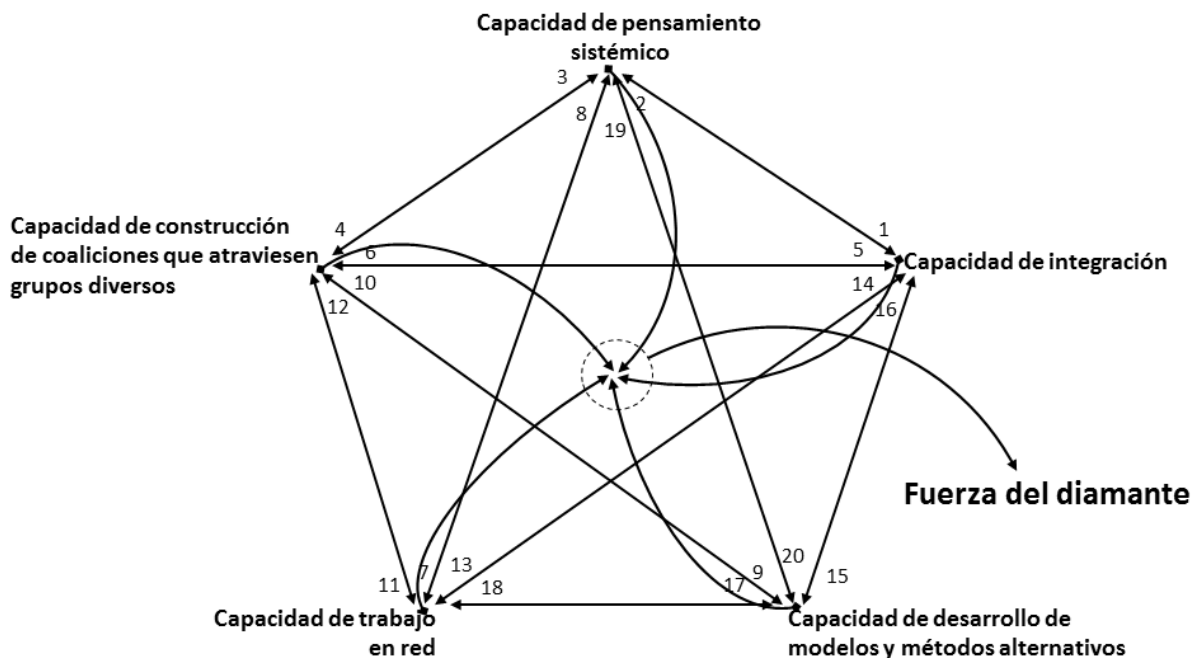 Capacidad de pensamiento
sistémico
3
2
8
19
Capacidad de construcción
de coaliciones que atraviesen
grupos diversos
4
6
10
12
1
5
Capacidad de integración
14
16
Fuerza del diamante
11
7
13
18
17
9
20
15
Capacidad de trabajo
en red
Capacidad de desarrollo de
modelos y métodos alternativos